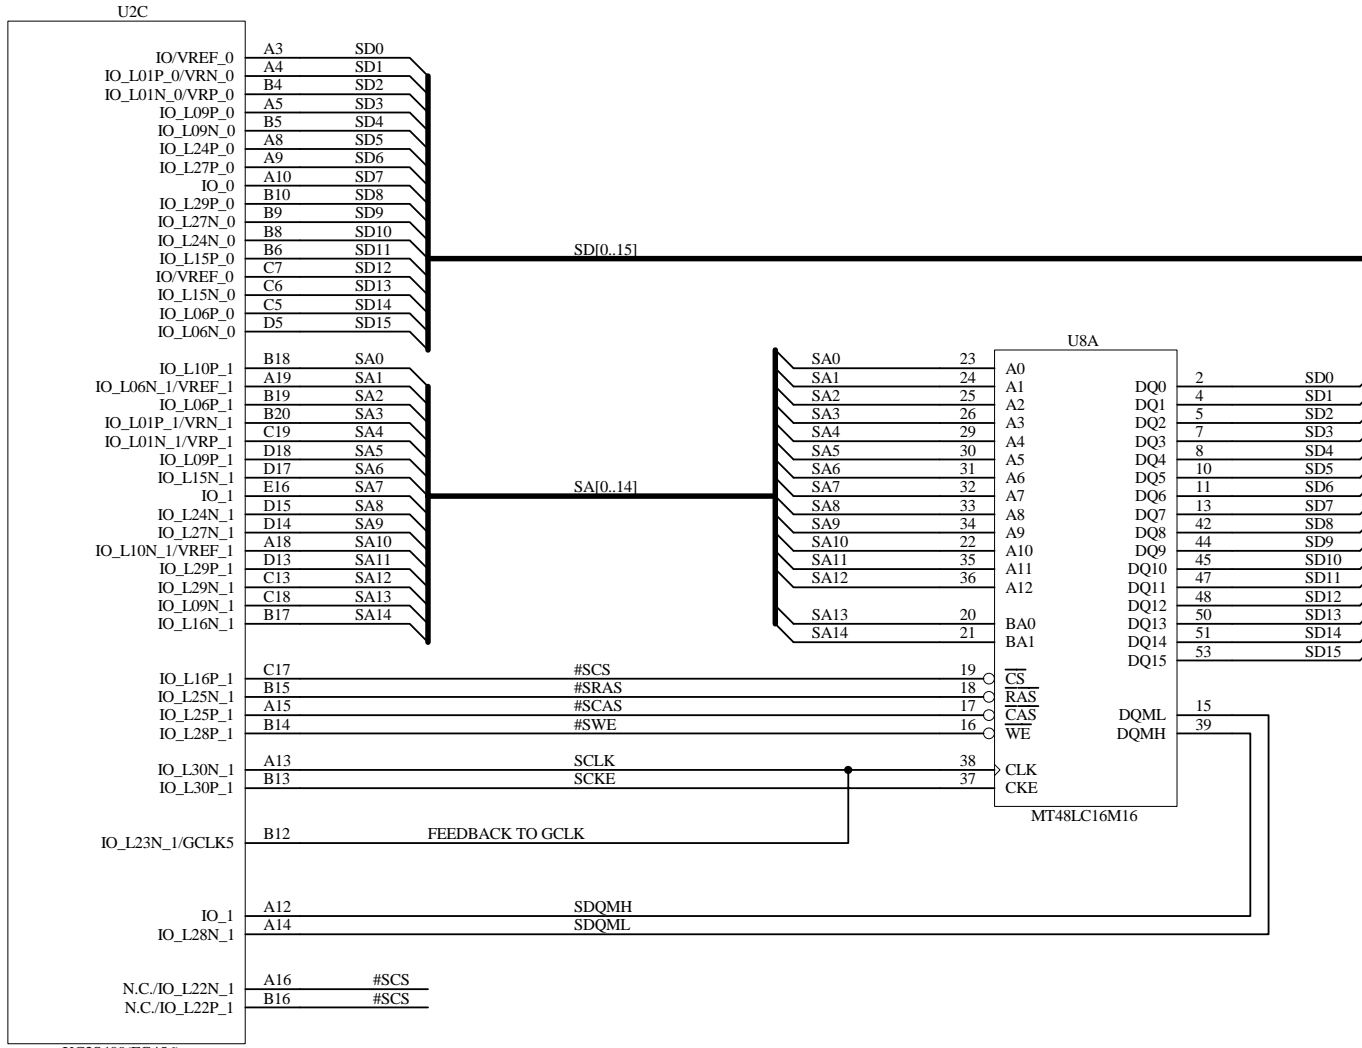 U2C
IO/VREF_0 A3 SD0
IO_L01P_0/VRN_0 A4 SD1
IO_L01N_0/VRP_0 B4 SD2
IO_L09P_0 A5 SD3
IO_L09N_0 B5 SD4
IO_L24P_0 A8 SD5
IO_L27P_0 A9 SD6
IO_0 A10 SD7
IO_L29P_0 B10 SD8
IO_L27N_0 B9 SD9
IO_L24N_0 B8 SD10
IO_L15P_0 B6 SD11
IO/VREF_0 C7 SD12
IO_L15N_0 C6 SD13
IO_L06P_0 C5 SD14
IO_L06N_0 D5 SD15
SD[0..15]
IO_L10P_1 B18 SA0
IO_L06N_1/VREF_1 A19 SA1
IO_L06P_1 B19 SA2
IO_L01P_1/VRN_1 B20 SA3
IO_L01N_1/VRP_1 C19 SA4
IO_L09P_1 D18 SA5
IO_L15N_1 D17 SA6
IO_1 E16 SA7
IO_L24N_1 D15 SA8
IO_L27N_1 D14 SA9
IO_L10N_1/VREF_1 A18 SA10
IO_L29P_1 D13 SA11
IO_L29N_1 C13 SA12
IO_L09N_1 C18 SA13
IO_L16N_1 B17 SA14
SA[0..14]
U8A
SA0 23 A0
SA1 24 A1
SA2 25 A2
SA3 26 A3
SA4 29 A4
SA5 30 A5
SA6 31 A6
SA7 32 A7
SA8 33 A8
SA9 34 A9
SA10 22 A10
SA11 35 A11
SA12 36 A12
SA13 20 BA0
SA14 21 BA1
DQ0 2 SD0
DQ1 4 SD1
DQ2 5 SD2
DQ3 7 SD3
DQ4 8 SD4
DQ5 10 SD5
DQ6 11 SD6
DQ7 13 SD7
DQ8 42 SD8
DQ9 44 SD9
DQ10 45 SD10
DQ11 47 SD11
DQ12 48 SD12
DQ13 50 SD13
DQ14 51 SD14
DQ15 53 SD15
IO_L16P_1 C17 #SCS 19 CS
IO_L25N_1 B15 #SRAS 18 RAS
IO_L25P_1 A15 #SCAS 17 CAS
IO_L28P_1 B14 #SWE 16 WE
DQML 15
DQMH 39
IO_L30N_1 A13 SCLK 38 CLK
IO_L30P_1 B13 SCKE 37 CKE
MT48LC16M16
IO_L23N_1/GCLK5 B12 FEEDBACK TO GCLK
IO_1 A12 SDQMH
IO_L28N_1 A14 SDQML
N.C./IO_L22N_1 A16 #SCS
N.C./IO_L22P_1 B16 #SCS